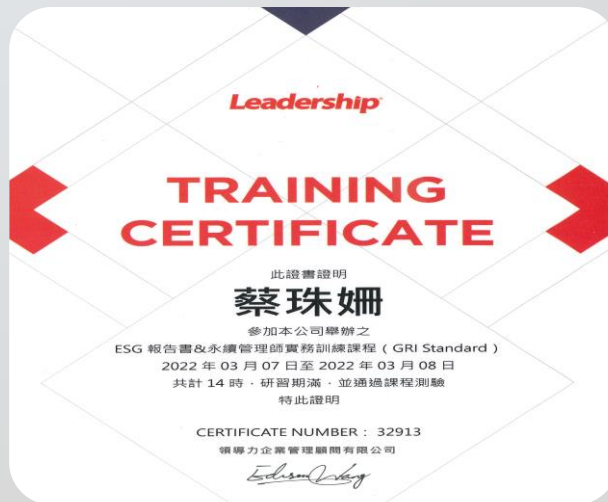 Leadership
TRAINING
CERTIFICATE
此證書證明
蔡珠姍
參加本公司舉辦之
ESG 報告書&永續管理師實務訓練課程 ( GRI Standard )
2022 年 03 月 07 日至 2022 年 03 月 08 日
共計 14 時，研習期滿，並通過課程測驗
特此證明
CERTIFICATE NUMBER： 32913
領導力企業管理顧問有限公司